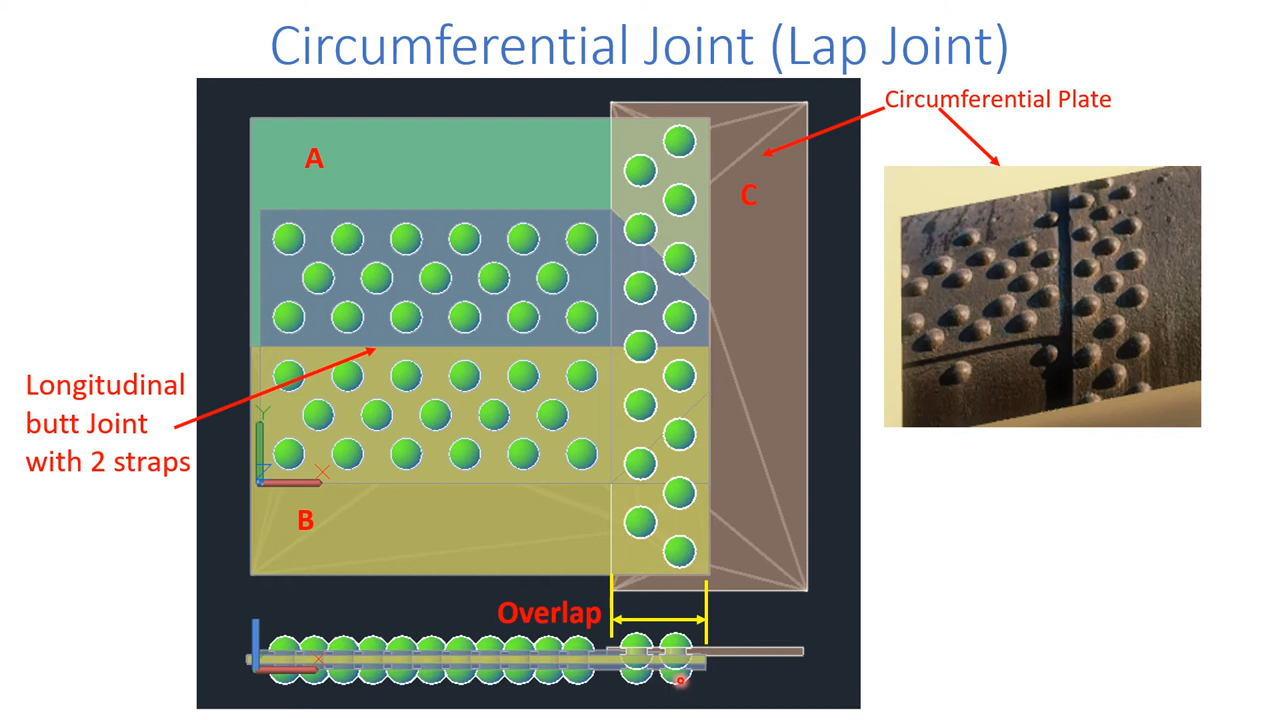 Circumferential Joint (Lap Joint)
Circumferential Plate
A
C
Longitudinal
butt Joint
with 2 straps
Y
X
Z
B
Overlap
X